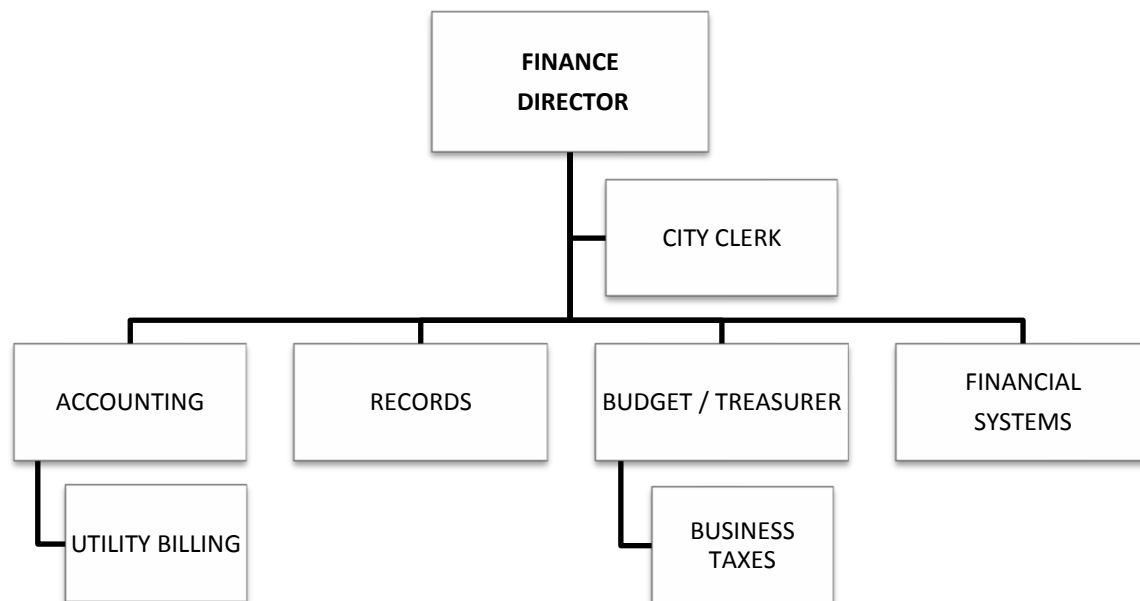 FINANCE
DIRECTOR
CITY CLERK
ACCOUNTING
RECORDS
BUDGET / TREASURER
FINANCIAL
SYSTEMS
UTILITY BILLING
BUSINESS
TAXES